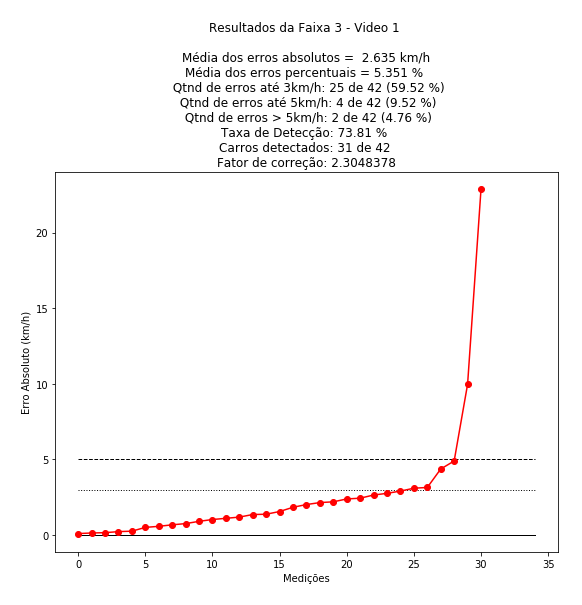 Resultados da Faixa 3 - Video 1
Média dos erros absolutos =  2.635 km/h
Média dos erros percentuais = 5.351 %
Qtnd de erros até 3km/h: 25 de 42 (59.52 %)
Qtnd de erros até 5km/h: 4 de 42 (9.52 %)
Qtnd de erros > 5km/h: 2 de 42 (4.76 %)
Taxa de Detecção: 73.81 %
Carros detectados: 31 de 42
Fator de correção: 2.3048378
Erro Absoluto (km/h)
20
15
10
5
0
0 5 10 15 20 25 30 35
Medições